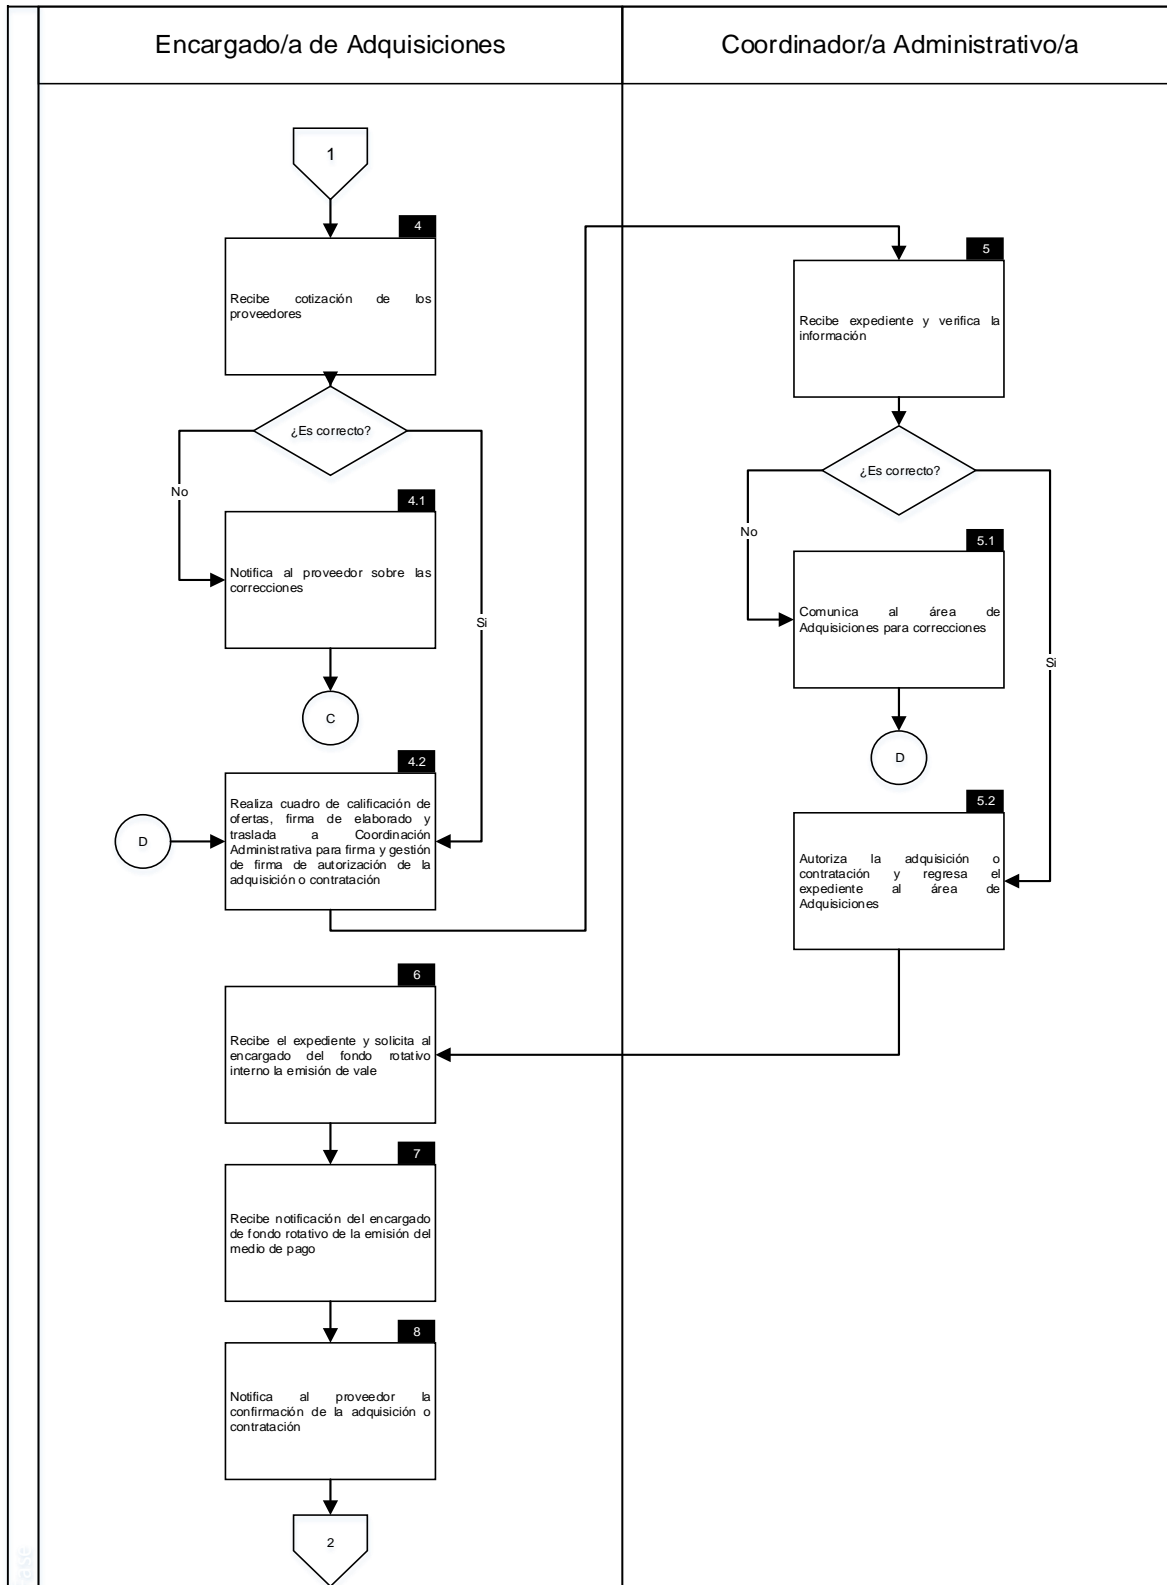 Encargado/a de Adquisiciones
Coordinador/a Administrativo/a
1
4
Recibe cotización de los
proveedores
¿Es correcto?
No
Si
4.1
Notifica al proveedor sobre las
correcciones
C
4.2
D
Realiza cuadro de calificación de
ofertas, firma de elaborado y
traslada a Coordinación
Administrativa para firma y gestión
de firma de autorización de la
adquisición o contratación
5
Recibe expediente y verifica la
información
¿Es correcto?
No
Si
5.1
Comunica al área de
Adquisiciones para correcciones
D
5.2
Autoriza la adquisición o
contratación y regresa el
expediente al área de
Adquisiciones
6
Recibe el expediente y solicita al
encargado del fondo rotativo
interno la emisión de vale
7
Recibe notificación del encargado
de fondo rotativo de la emisión del
medio de pago
8
Notifica al proveedor la
confirmación de la adquisición o
contratación
2